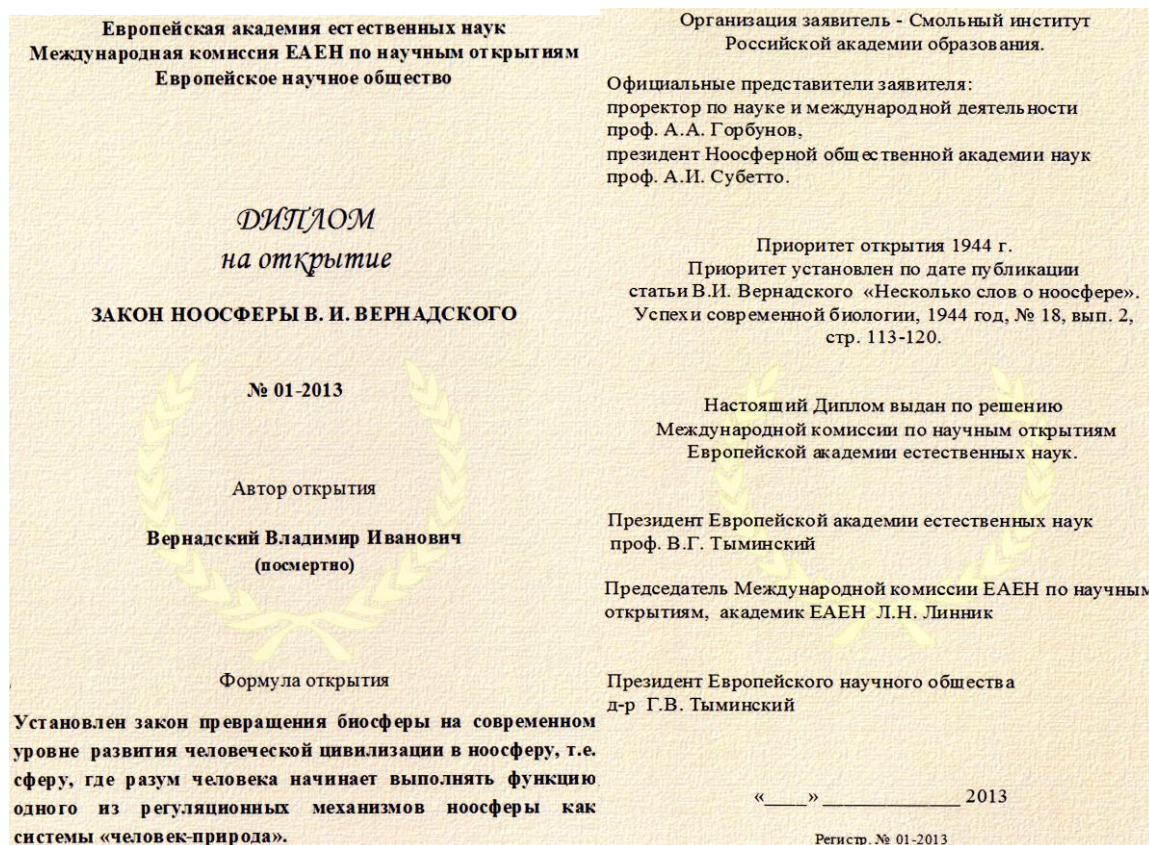 Европейская академия естественных наук
Международная комиссия ЕАЕН по научным открытиям
Европейское научное общество
ДИПЛОМ
на открытие
ЗАКОН НООСФЕРЫ В. И. ВЕРНАДСКОГО
№ 01-2013
Автор открытия
Вернадский Владимир Иванович
(посмертно)
Формула открытия
Установлен закон превращения биосферы на современном
уровне развития человеческой цивилизации в ноосферу, т.е.
сферу, где разум человека начинает выполнять функцию
одного из регуляционных механизмов ноосферы как
системы «человек-природа».
Организация заявитель - Смольный институт
Российской академии образования.
Официальные представители заявителя:
проректор по науке и международной деятельности
проф. А.А. Горбунов,
президент Ноосферной общественной академии наук
проф. А.И. Субетто.
Приоритет открытия 1944 г.
Приоритет установлен по дате публикации
статьи В.И. Вернадского «Несколько слов о ноосфере».
Успехи современной биологии, 1944 год, № 18, вып. 2,
стр. 113-120.
Настоящий Диплом выдан по решению
Международной комиссии по научным открытиям
Европейской академии естественных наук.
Президент Европейской академии естественных наук
проф. В.Г. Тыминский
Председатель Международной комиссии ЕАЕН по научным
открытиям, академик ЕАЕН Л.Н. Линник
Президент Европейского научного общества
д-р Г.В. Тыминский
«____» ______________ 2013
Регистр. № 01-2013